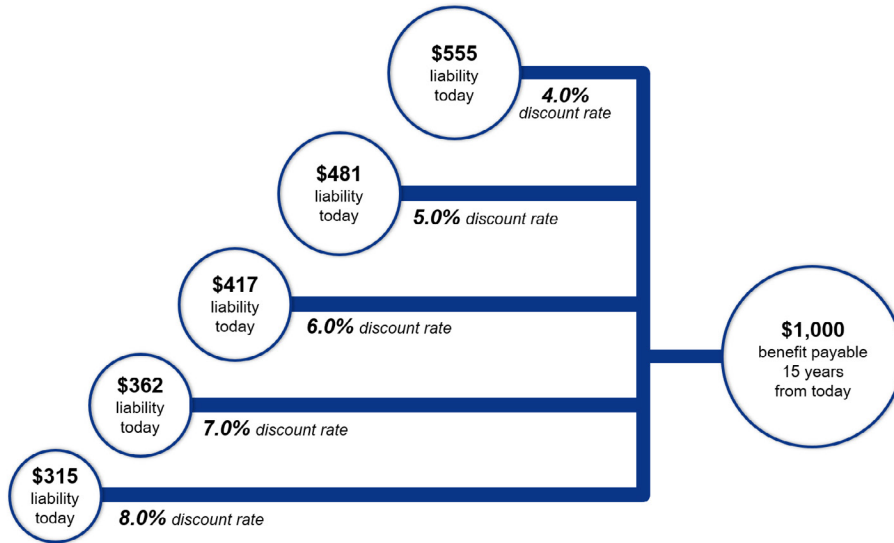 $555
liability
today
4.0%
discount rate
$481
liability
today
5.0% discount rate
$417
liability
today
6.0% discount rate
$1,000
benefit payable
15 years
from today
$362
liability
today
7.0% discount rate
$315
liability
today
8.0% discount rate